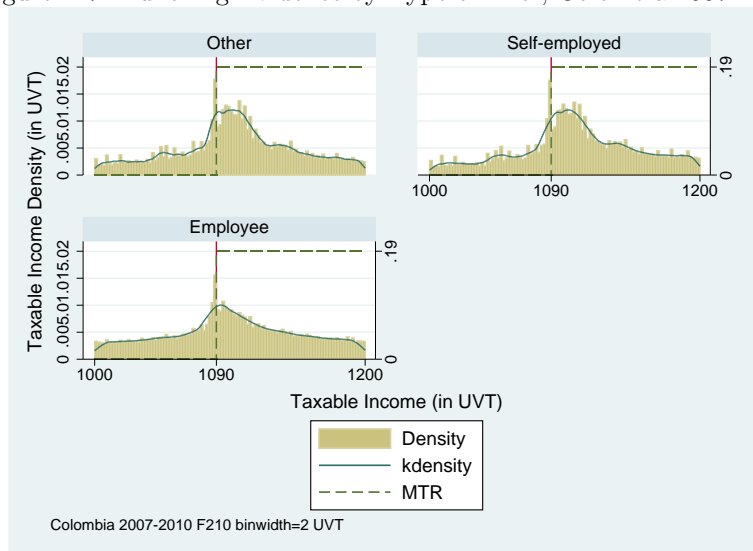 Other
Self-employed
0 .005.01.015.02
0 .19
1000 1090 1200
Employee
0 .005.01.015.02
0 .19
1000 1090 1200
Taxable Income Density (in UVT)
Taxable Income (in UVT)
Density
kdensity
MTR
Colombia 2007-2010 F210 binwidth=2 UVT